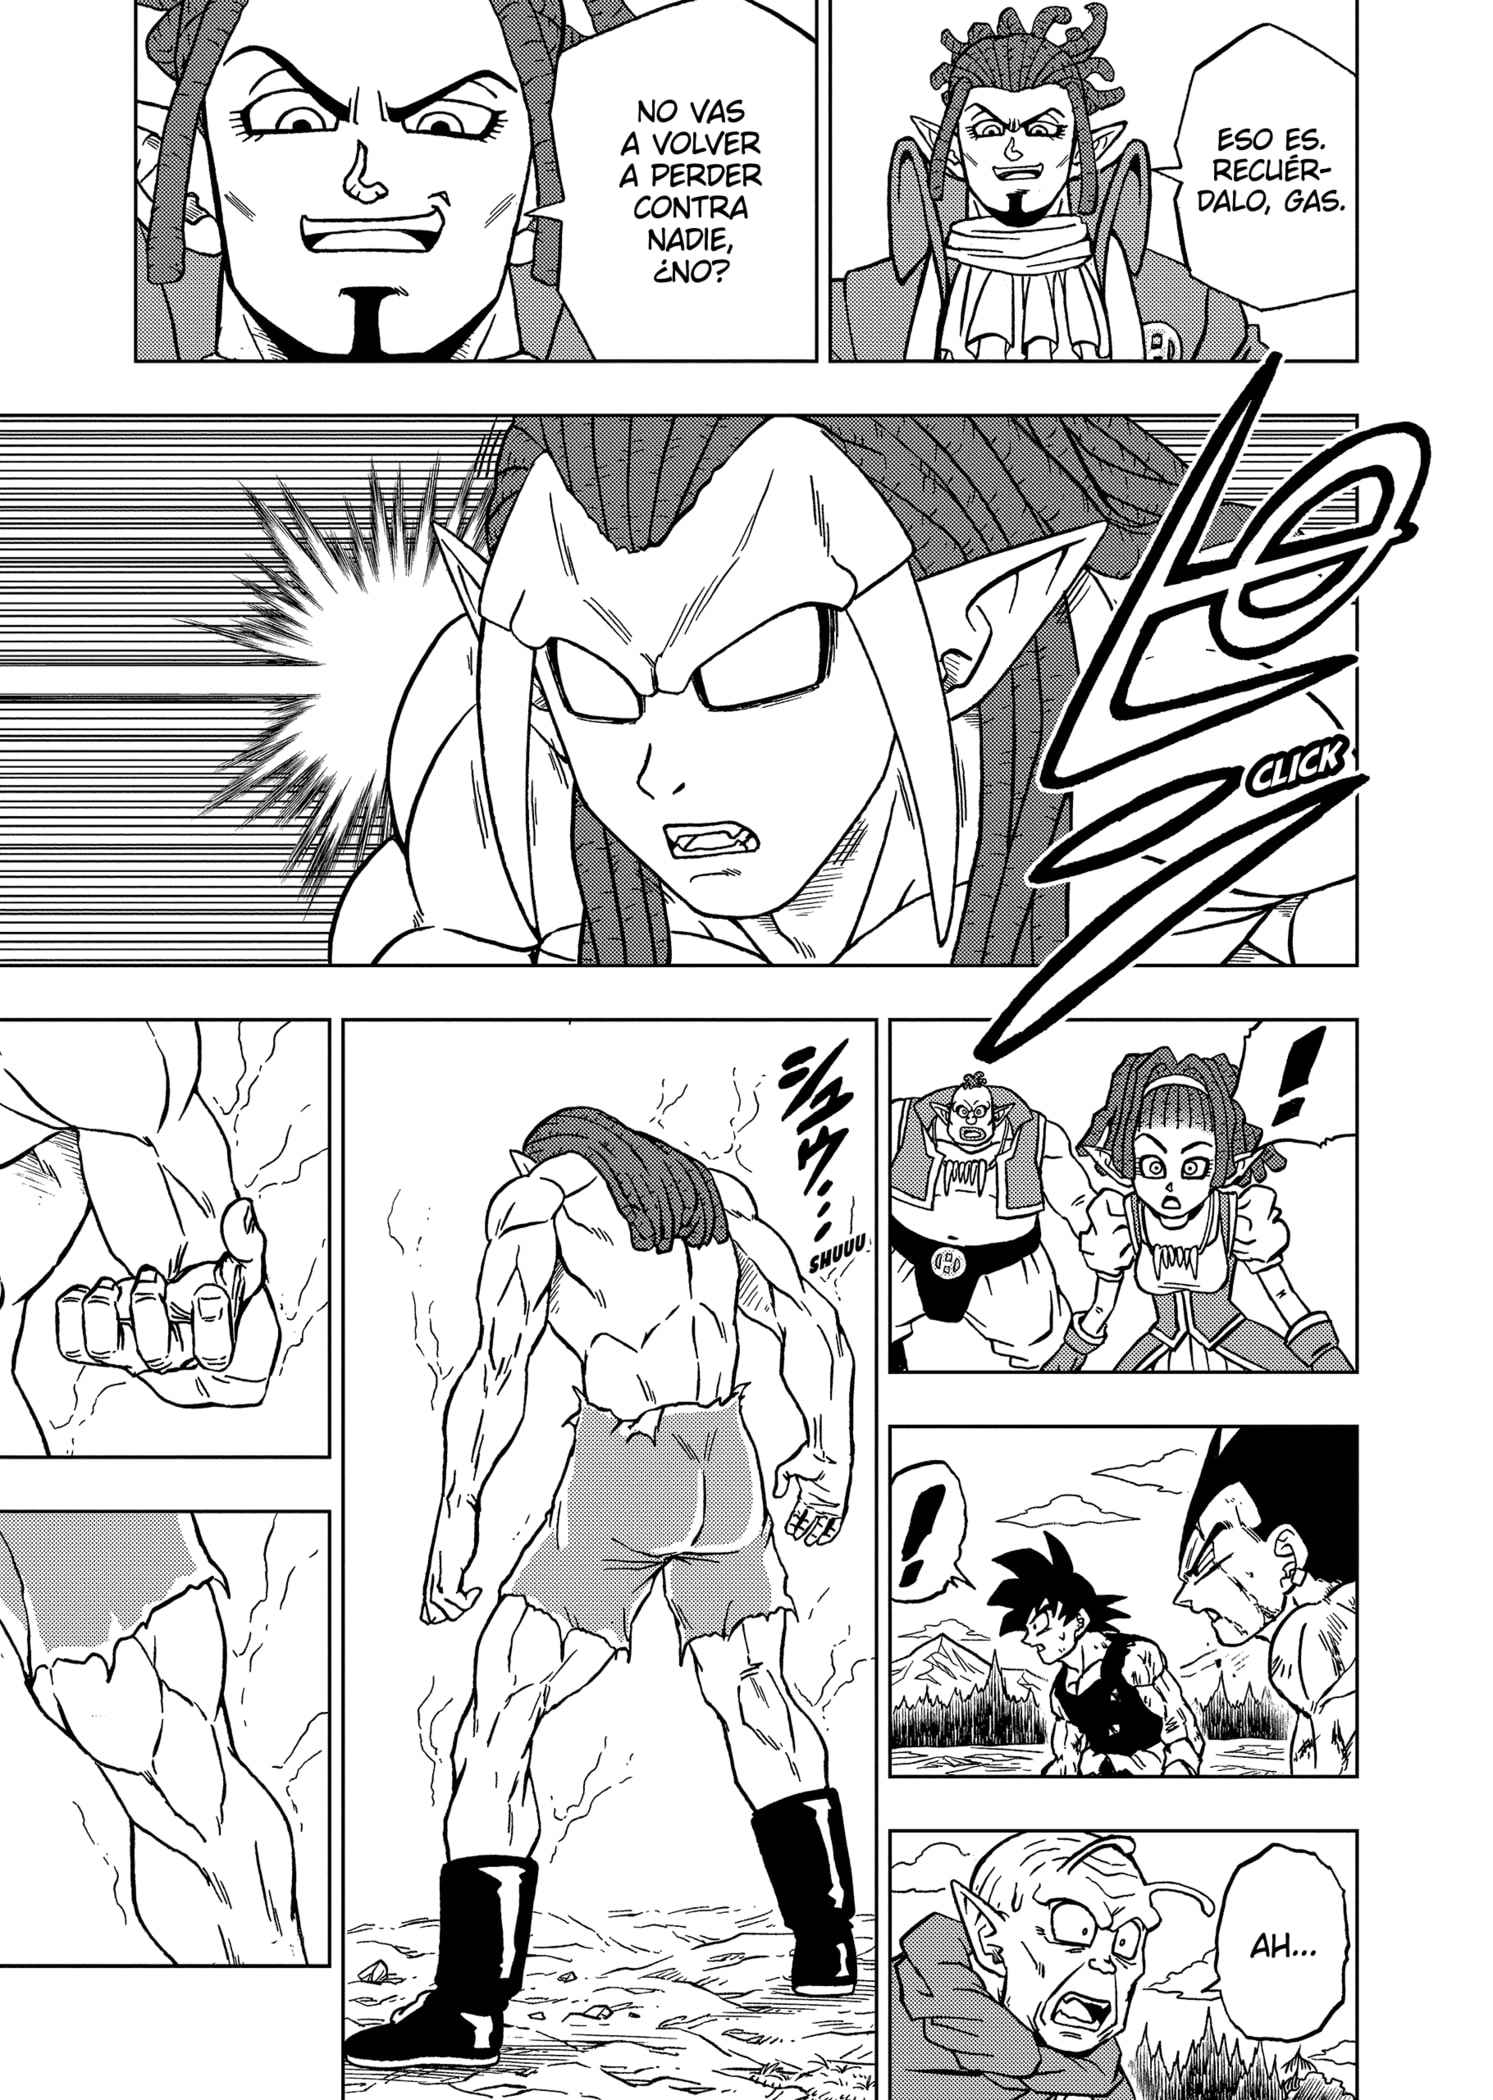 ESO ES.
RECUÉR-
DALO, GAS.
NO VAS
A VOLVER
A PERDER
CONTRA
NADIE,
¿NO?
CLICK
!
シュウ…
SHUUU
!
AH...